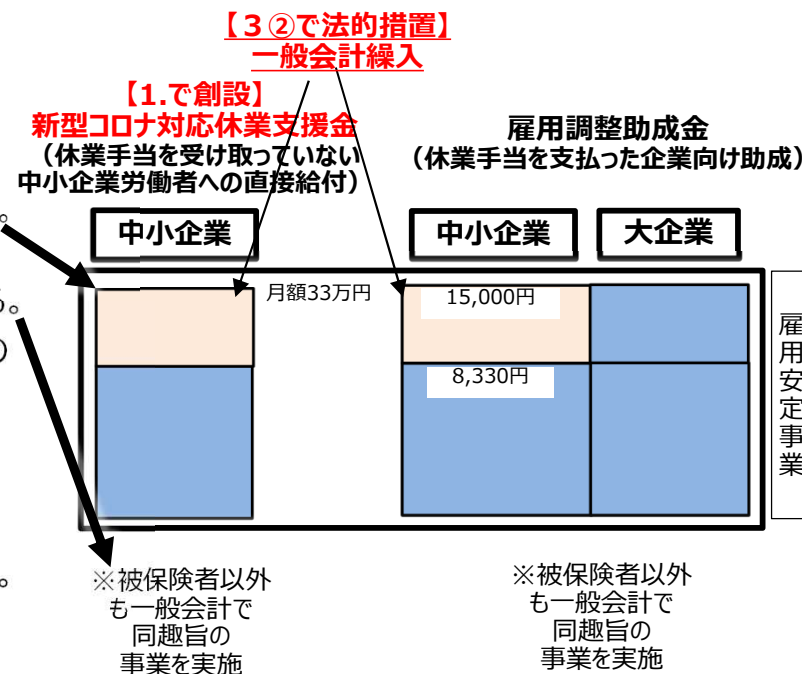 【３②で法的措置】
一般会計繰入
【1.で創設】
新型コロナ対応休業支援金
（休業手当を受け取っていない
中小企業労働者への直接給付）
雇用調整助成金
（休業手当を支払った企業向け助成）
中小企業
中小企業
大企業
。
る。
の
。
月額33万円
15,000円
8,330円
雇用安定事業
※被保険者以外
も一般会計で
同趣旨の
事業を実施
※被保険者以外
も一般会計で
同趣旨の
事業を実施